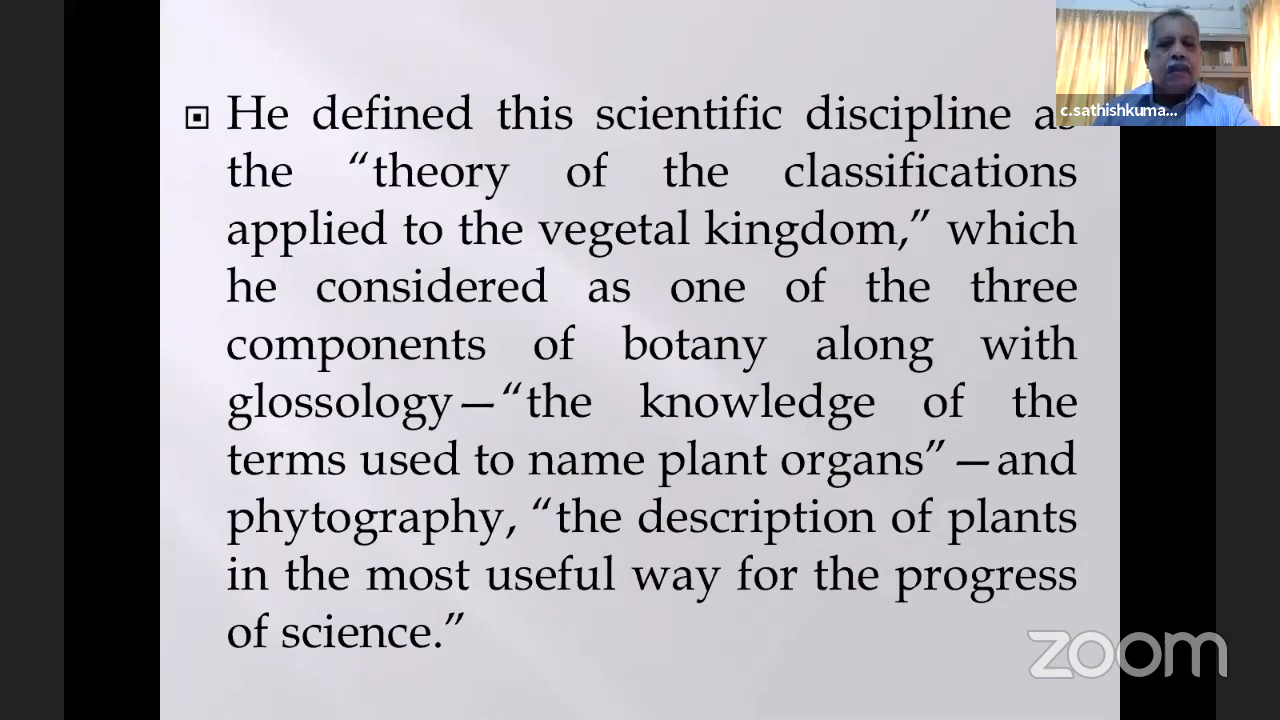 He defined this scientific discipline as
the “theory of the classifications
applied to the vegetal kingdom,” which
he considered as one of the three
components of botany along with
glossology—“the knowledge of the
terms used to name plant organs”—and
phytography, “the description of plants
in the most useful way for the progress
of science.”
c.sathishkuma...
zoom